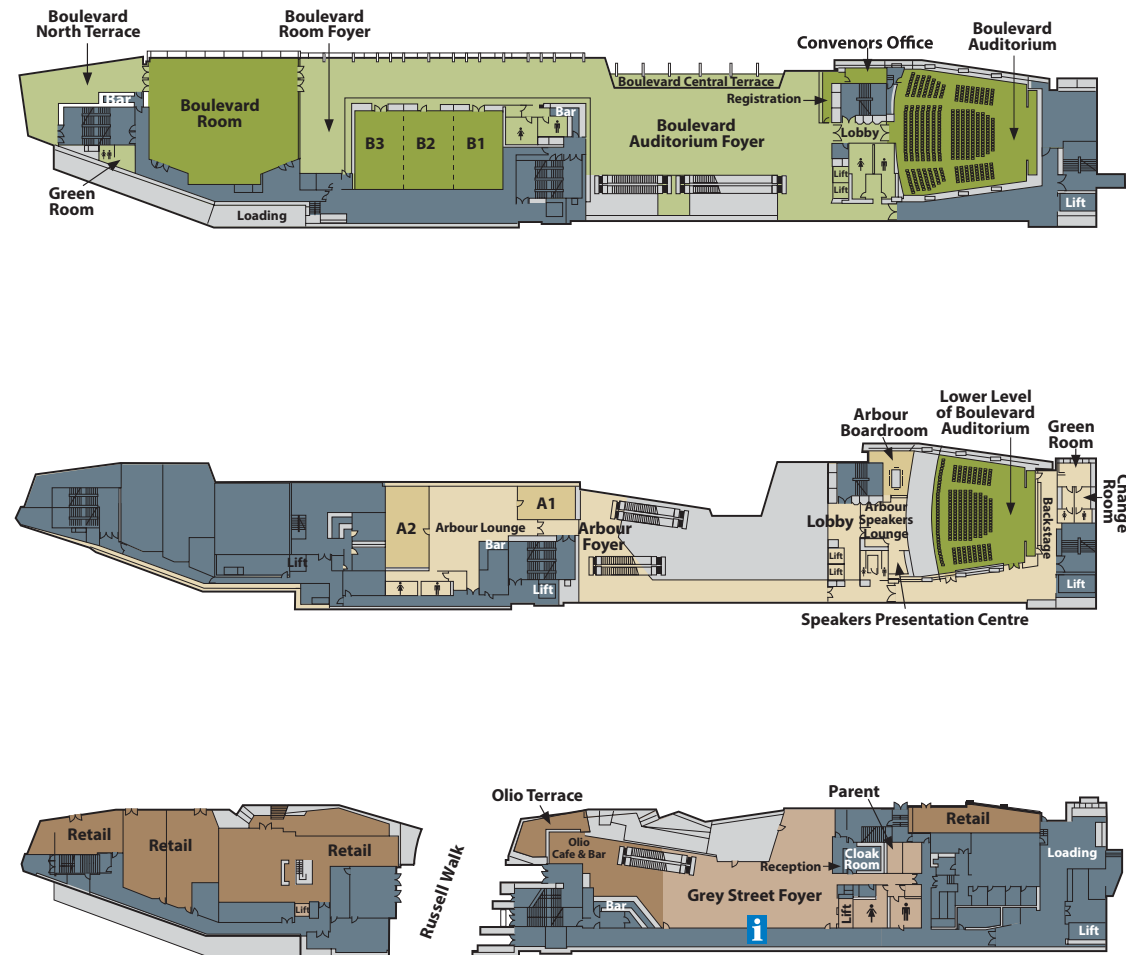 Boulevard
North Terrace
Boulevard
Room Foyer
Convenors Office
Boulevard
Auditorium
Bar
Boulevard
Room
Boulevard Central Terrace
Registration
Bar
Boulevard
Auditorium Foyer
Lobby
B3
B2
B1
Lift
Lift
Green
Room
Loading
Lift
Lower Level
of Boulevard
Auditorium
Arbour
Boardroom
Green
Room
Change
Room
A1
A2
Arbour Lounge
Arbour
Foyer
Lobby
Arbour
Speakers
Lounge
Backstage
Bar
Lift
Lift
Lift
Lift
Lift
Speakers Presentation Centre
Olio Terrace
Parent
Retail
Retail
Retail
Retail
Olio
Cafe & Bar
Reception
Cloak
Room
Loading
Russell Walk
Grey Street Foyer
Lift
Bar
Lift
i
Lift